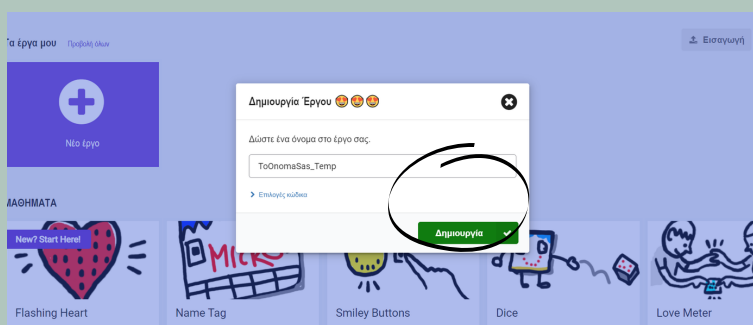 Τα έργα μου Προβολή όλων
Εισαγωγή
Νέο έργο
Δημιουργία Έργου 🤩🤩🤩
Δώστε ένα όνομα στο έργο σας.
ToOnomaSas_Temp
Επιλογές κώδικα
Δημιουργία
ΜΑΘΗΜΑΤΑ
New? Start Here!
MICRO
Flashing Heart
Name Tag
Smiley Buttons
Dice
Love Meter